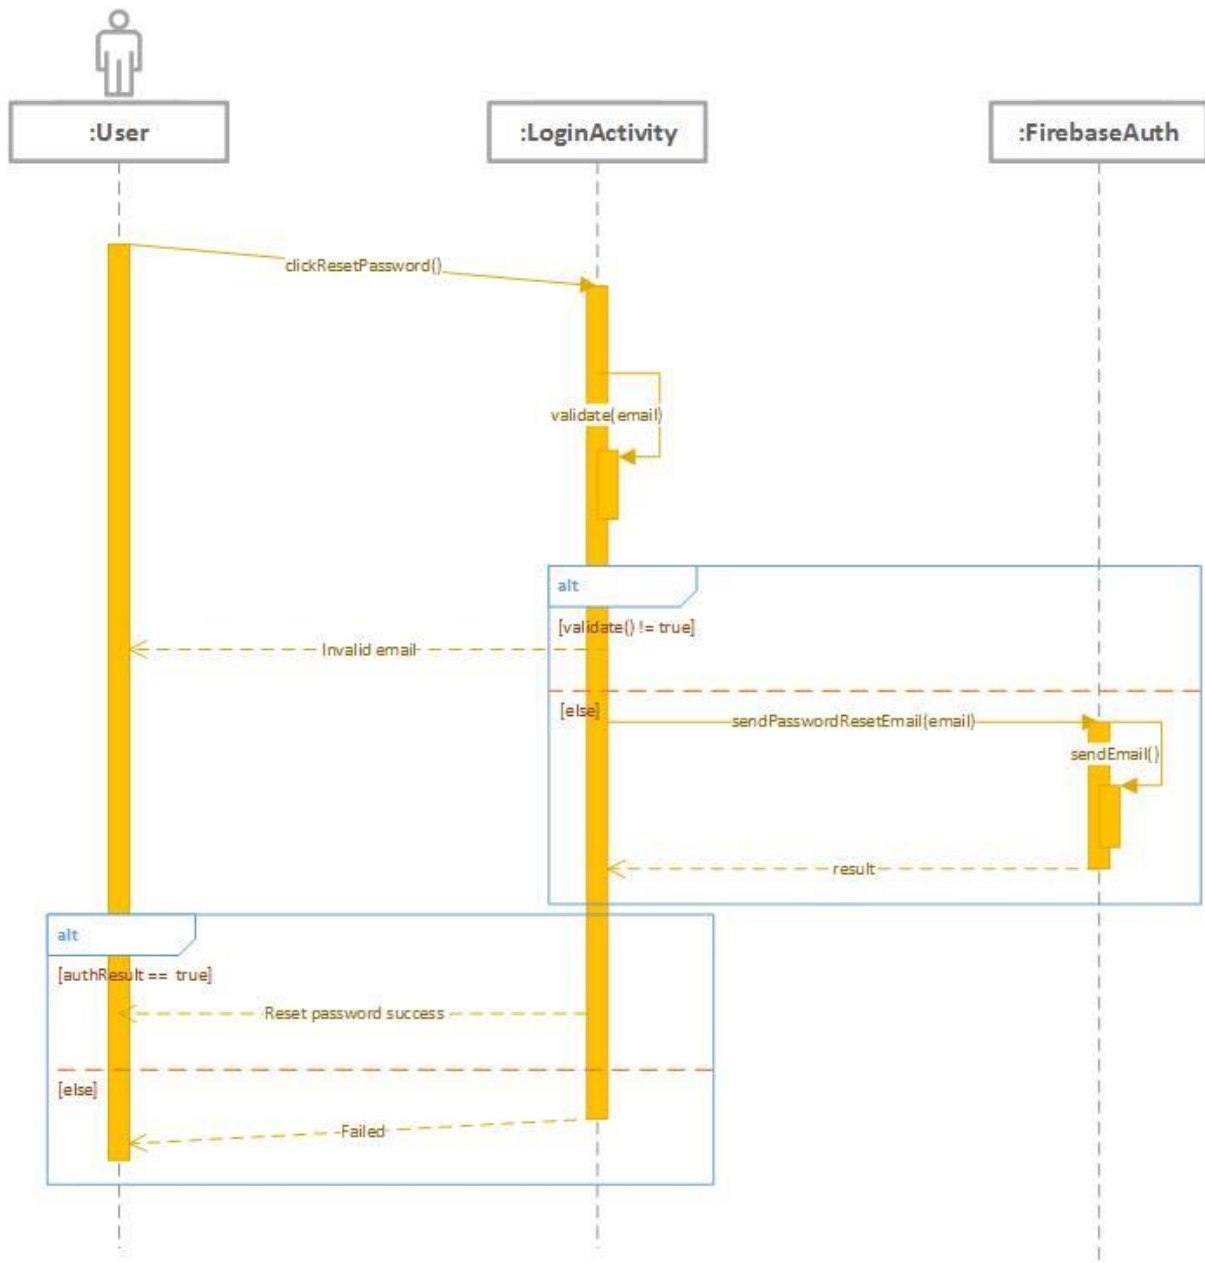 :User
:LoginActivity
:FirebaseAuth
clickResetPassword()
validate(email)
alt
[validate() != true]
Invalid email
[else]
sendPasswordResetEmail(email)
sendEmail()
result
alt
[authResult == true]
Reset password success
[else]
Failed